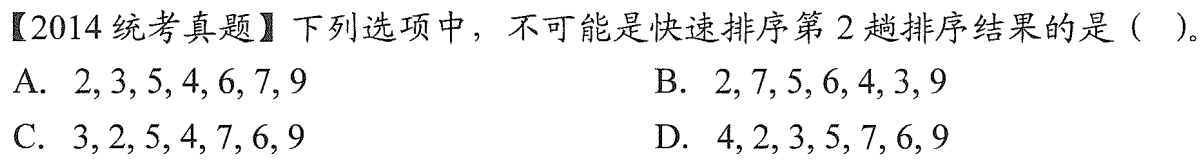 【2014 统考真题】下列选项中，不可能是快速排序第 2 趟排序结果的是（ ）。
A. 2, 3, 5, 4, 6, 7, 9 B. 2, 7, 5, 6, 4, 3, 9
C. 3, 2, 5, 4, 7, 6, 9 D. 4, 2, 3, 5, 7, 6, 9